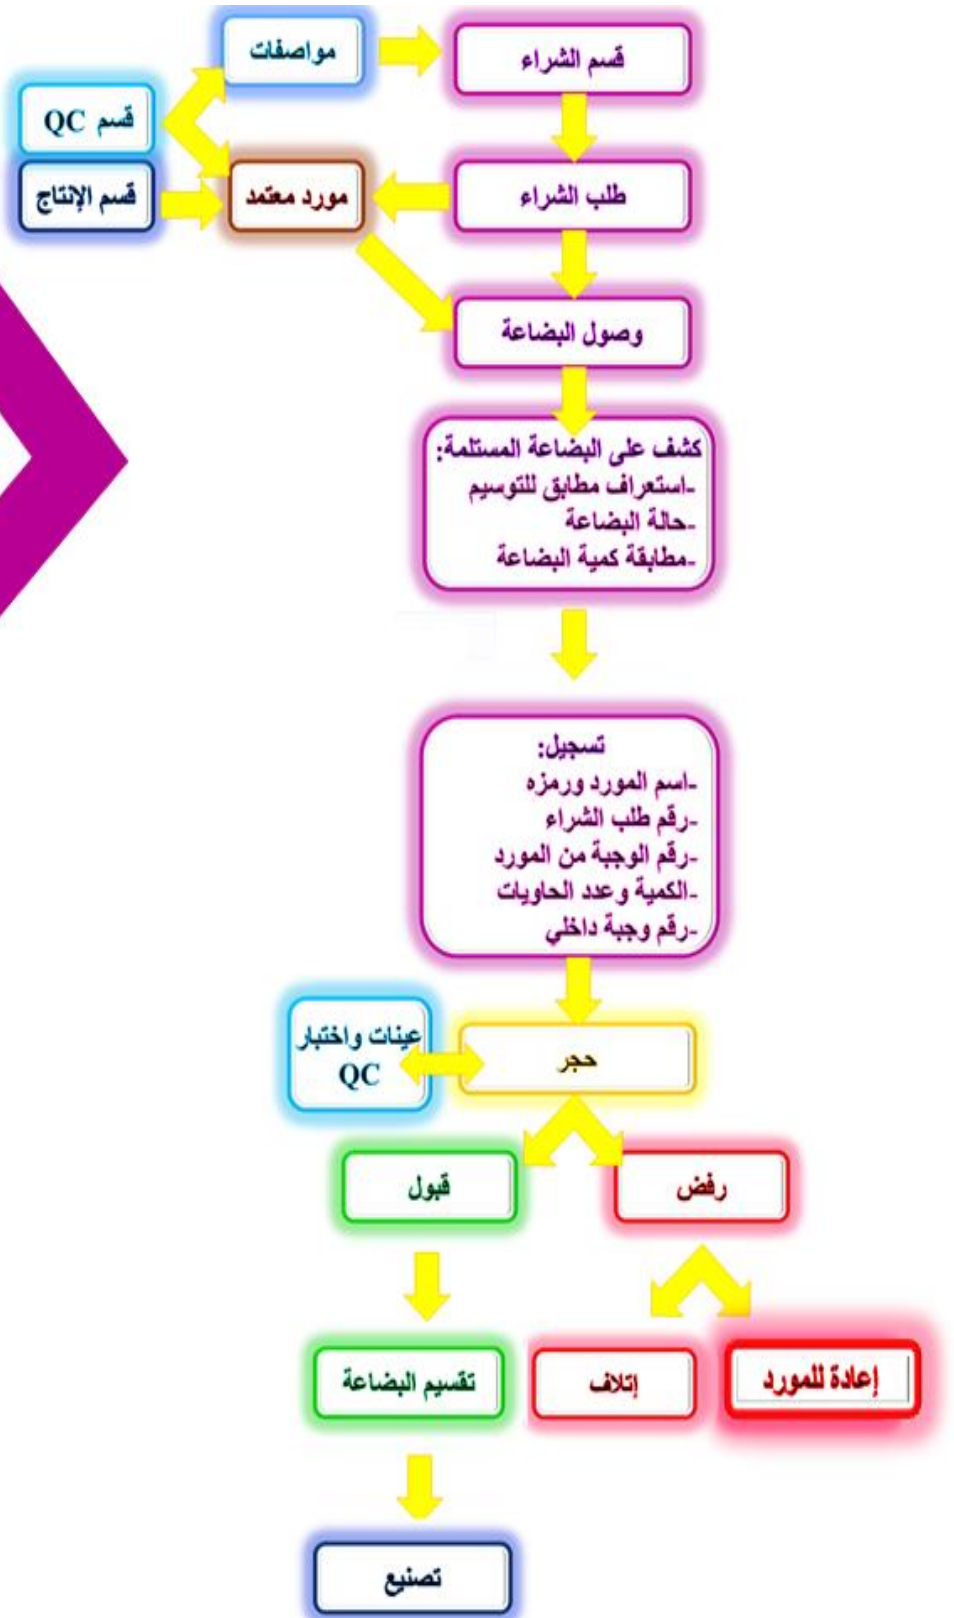 مواصفات
قسم الشراء
قسم QC
قسم الإنتاج
مورد معتمد
طلب الشراء
وصول البضاعة
كشف على البضاعة المستلمة:
-استعراف مطابق للتوسيم
-حالة البضاعة
-مطابقة كمية البضاعة
تسجيل:
-اسم المورد ورمزه
-رقم طلب الشراء
-رقم الوجبة من المورد
-الكمية وعدد الحاويات
-رقم وجبة داخلي
عينات واختبار
QC
حجر
رفض
قبول
إعادة للمورد
إتلاف
تقسيم البضاعة
تصنيع